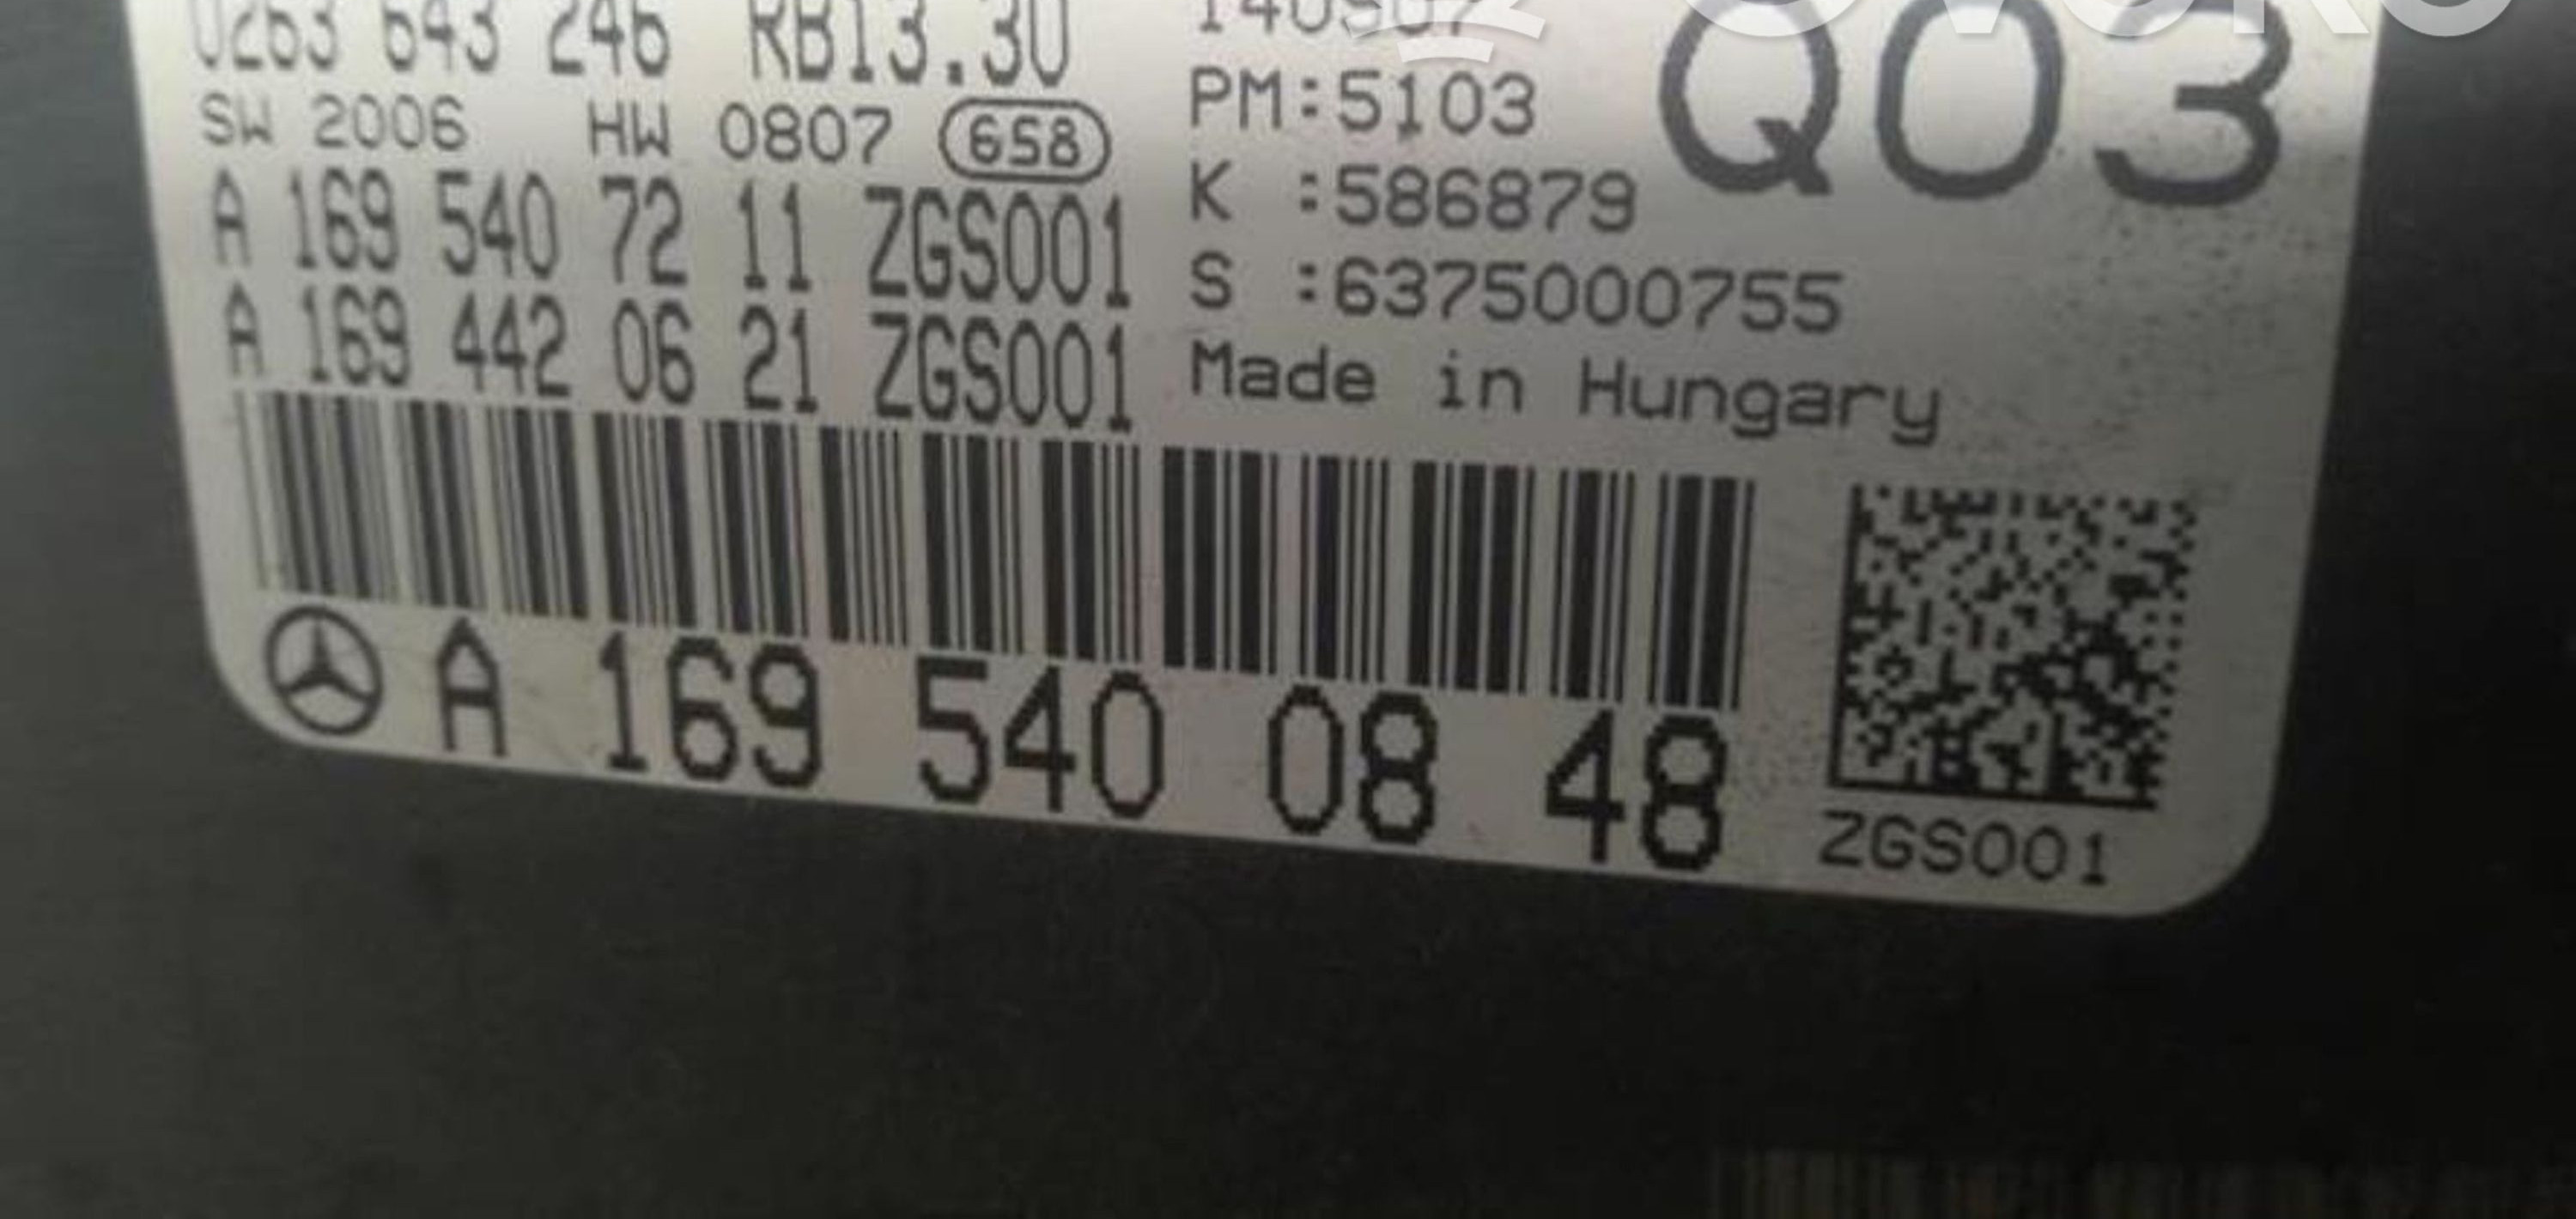 0263 643 246 RB13.30
SW 2006 HW 0807 658
A 169 540 72 11 ZGS001
A 169 442 06 21 ZGS001
140907
PM:5103
K :586879
S :6375000755
Made in Hungary
Q03
A 169 540 08 48
ZGS001